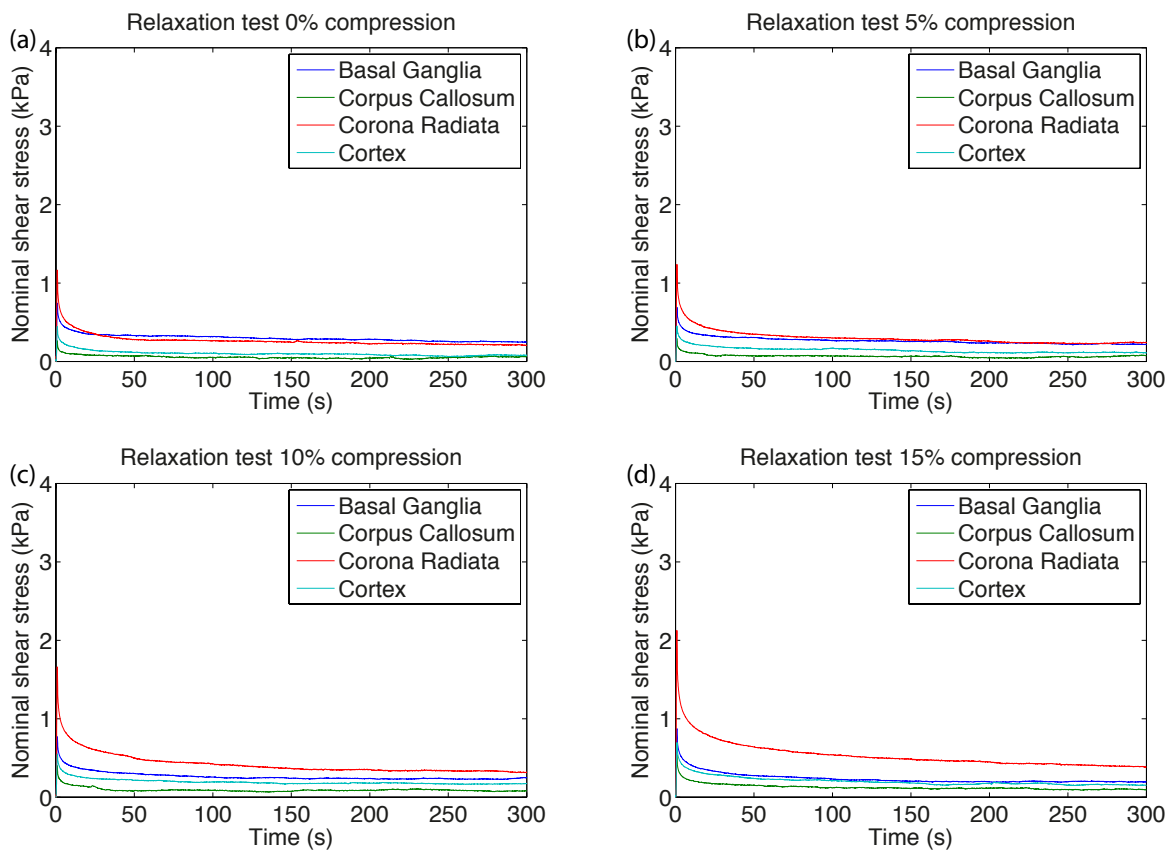 Relaxation test 0% compression
(a)
Nominal shear stress (kPa)
4
3
2
1
0
Basal Ganglia
Corpus Callosum
Corona Radiata
Cortex
0 50 100 150 200 250 300
Time (s)
Relaxation test 5% compression
(b)
Nominal shear stress (kPa)
4
3
2
1
0
Basal Ganglia
Corpus Callosum
Corona Radiata
Cortex
0 50 100 150 200 250 300
Time (s)
Relaxation test 10% compression
(c)
Nominal shear stress (kPa)
4
3
2
1
0
Basal Ganglia
Corpus Callosum
Corona Radiata
Cortex
0 50 100 150 200 250 300
Time (s)
Relaxation test 15% compression
(d)
Nominal shear stress (kPa)
4
3
2
1
0
Basal Ganglia
Corpus Callosum
Corona Radiata
Cortex
0 50 100 150 200 250 300
Time (s)